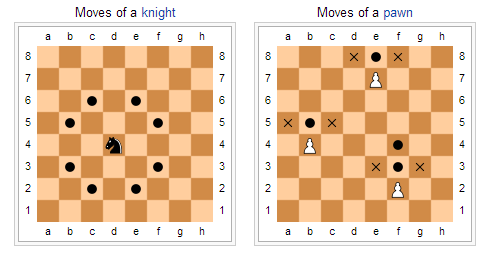 Moves of a knight Moves of a pawn
8 8 8 8
7 7 7 7
6 6 6 6
5 5 5 5
4 4 4 4
3 3 3 3
2 2 2 2
1 1 1 1
a b c d e f g h a b c d e f g h